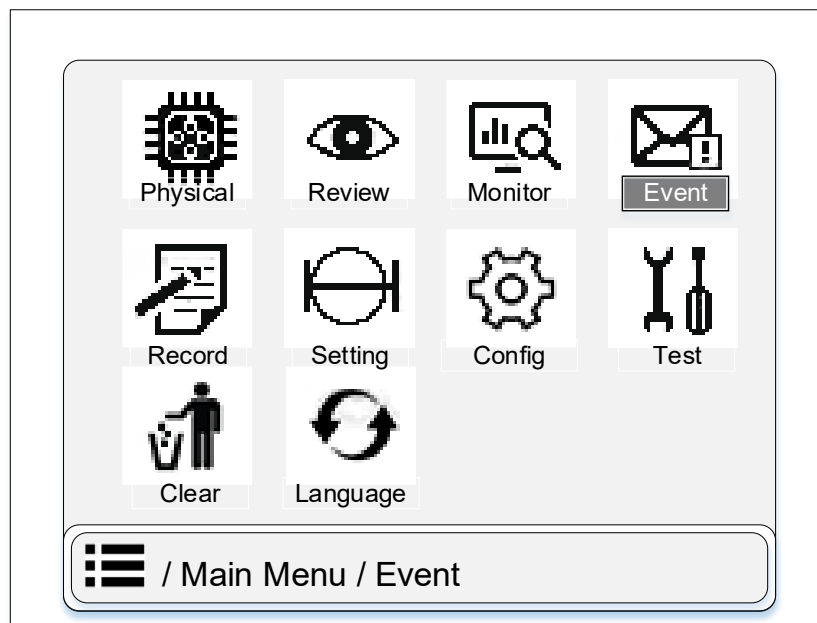 Physical Review Monitor Event
Record Setting Config Test
Clear Language
/ Main Menu / Event